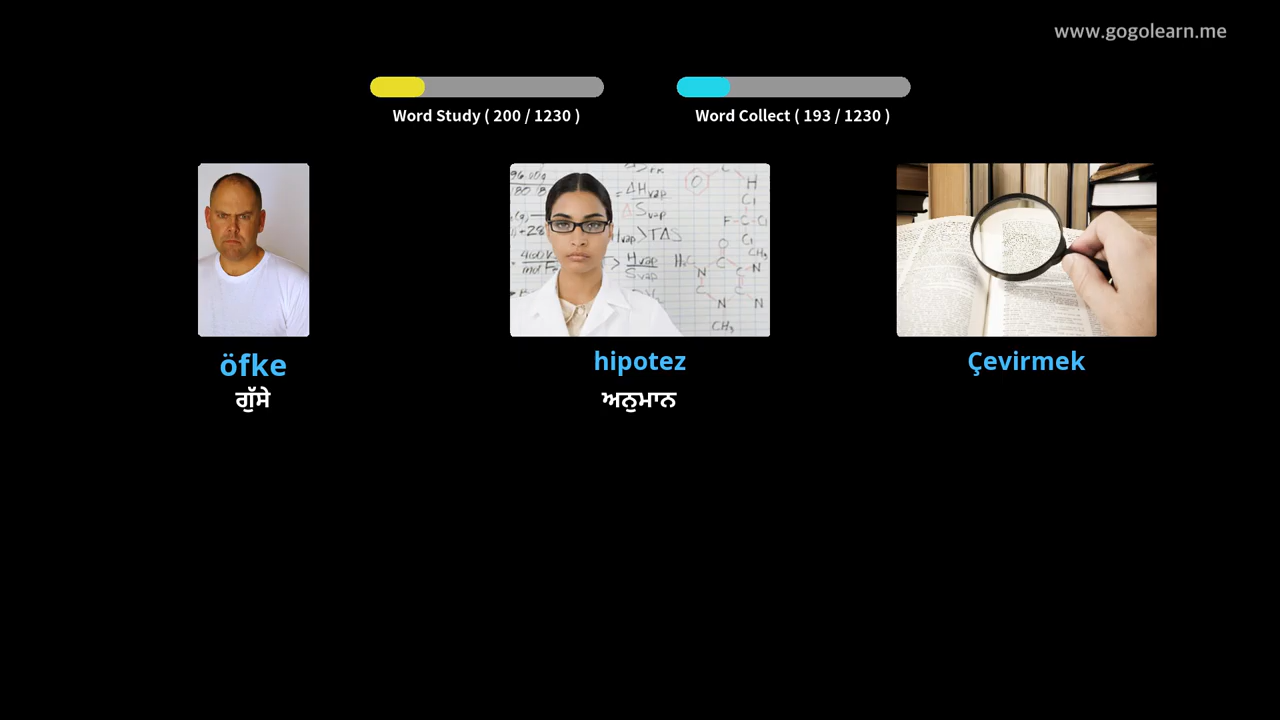 www.gogolearn.me
Word Study ( 200 / 1230 )
Word Collect ( 193 / 1230 )
öfke
ਗੁੱਸੇ
hipotez
ਅਨੁਮਾਨ
Çevirmek